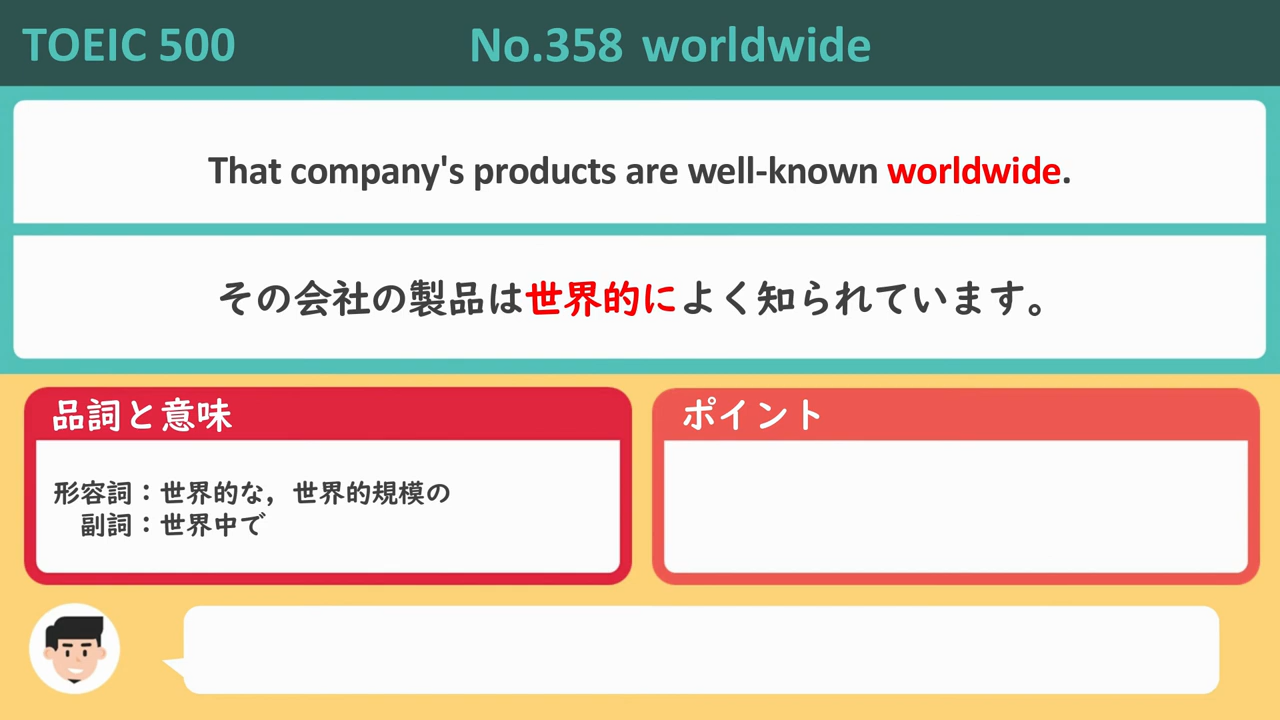 TOEIC 500
No.358 worldwide
That company's products are well-known worldwide.
その会社の製品は世界的によく知られています。
品詞と意味
形容詞：世界的な，世界的規模の
副詞：世界中で
ポイント